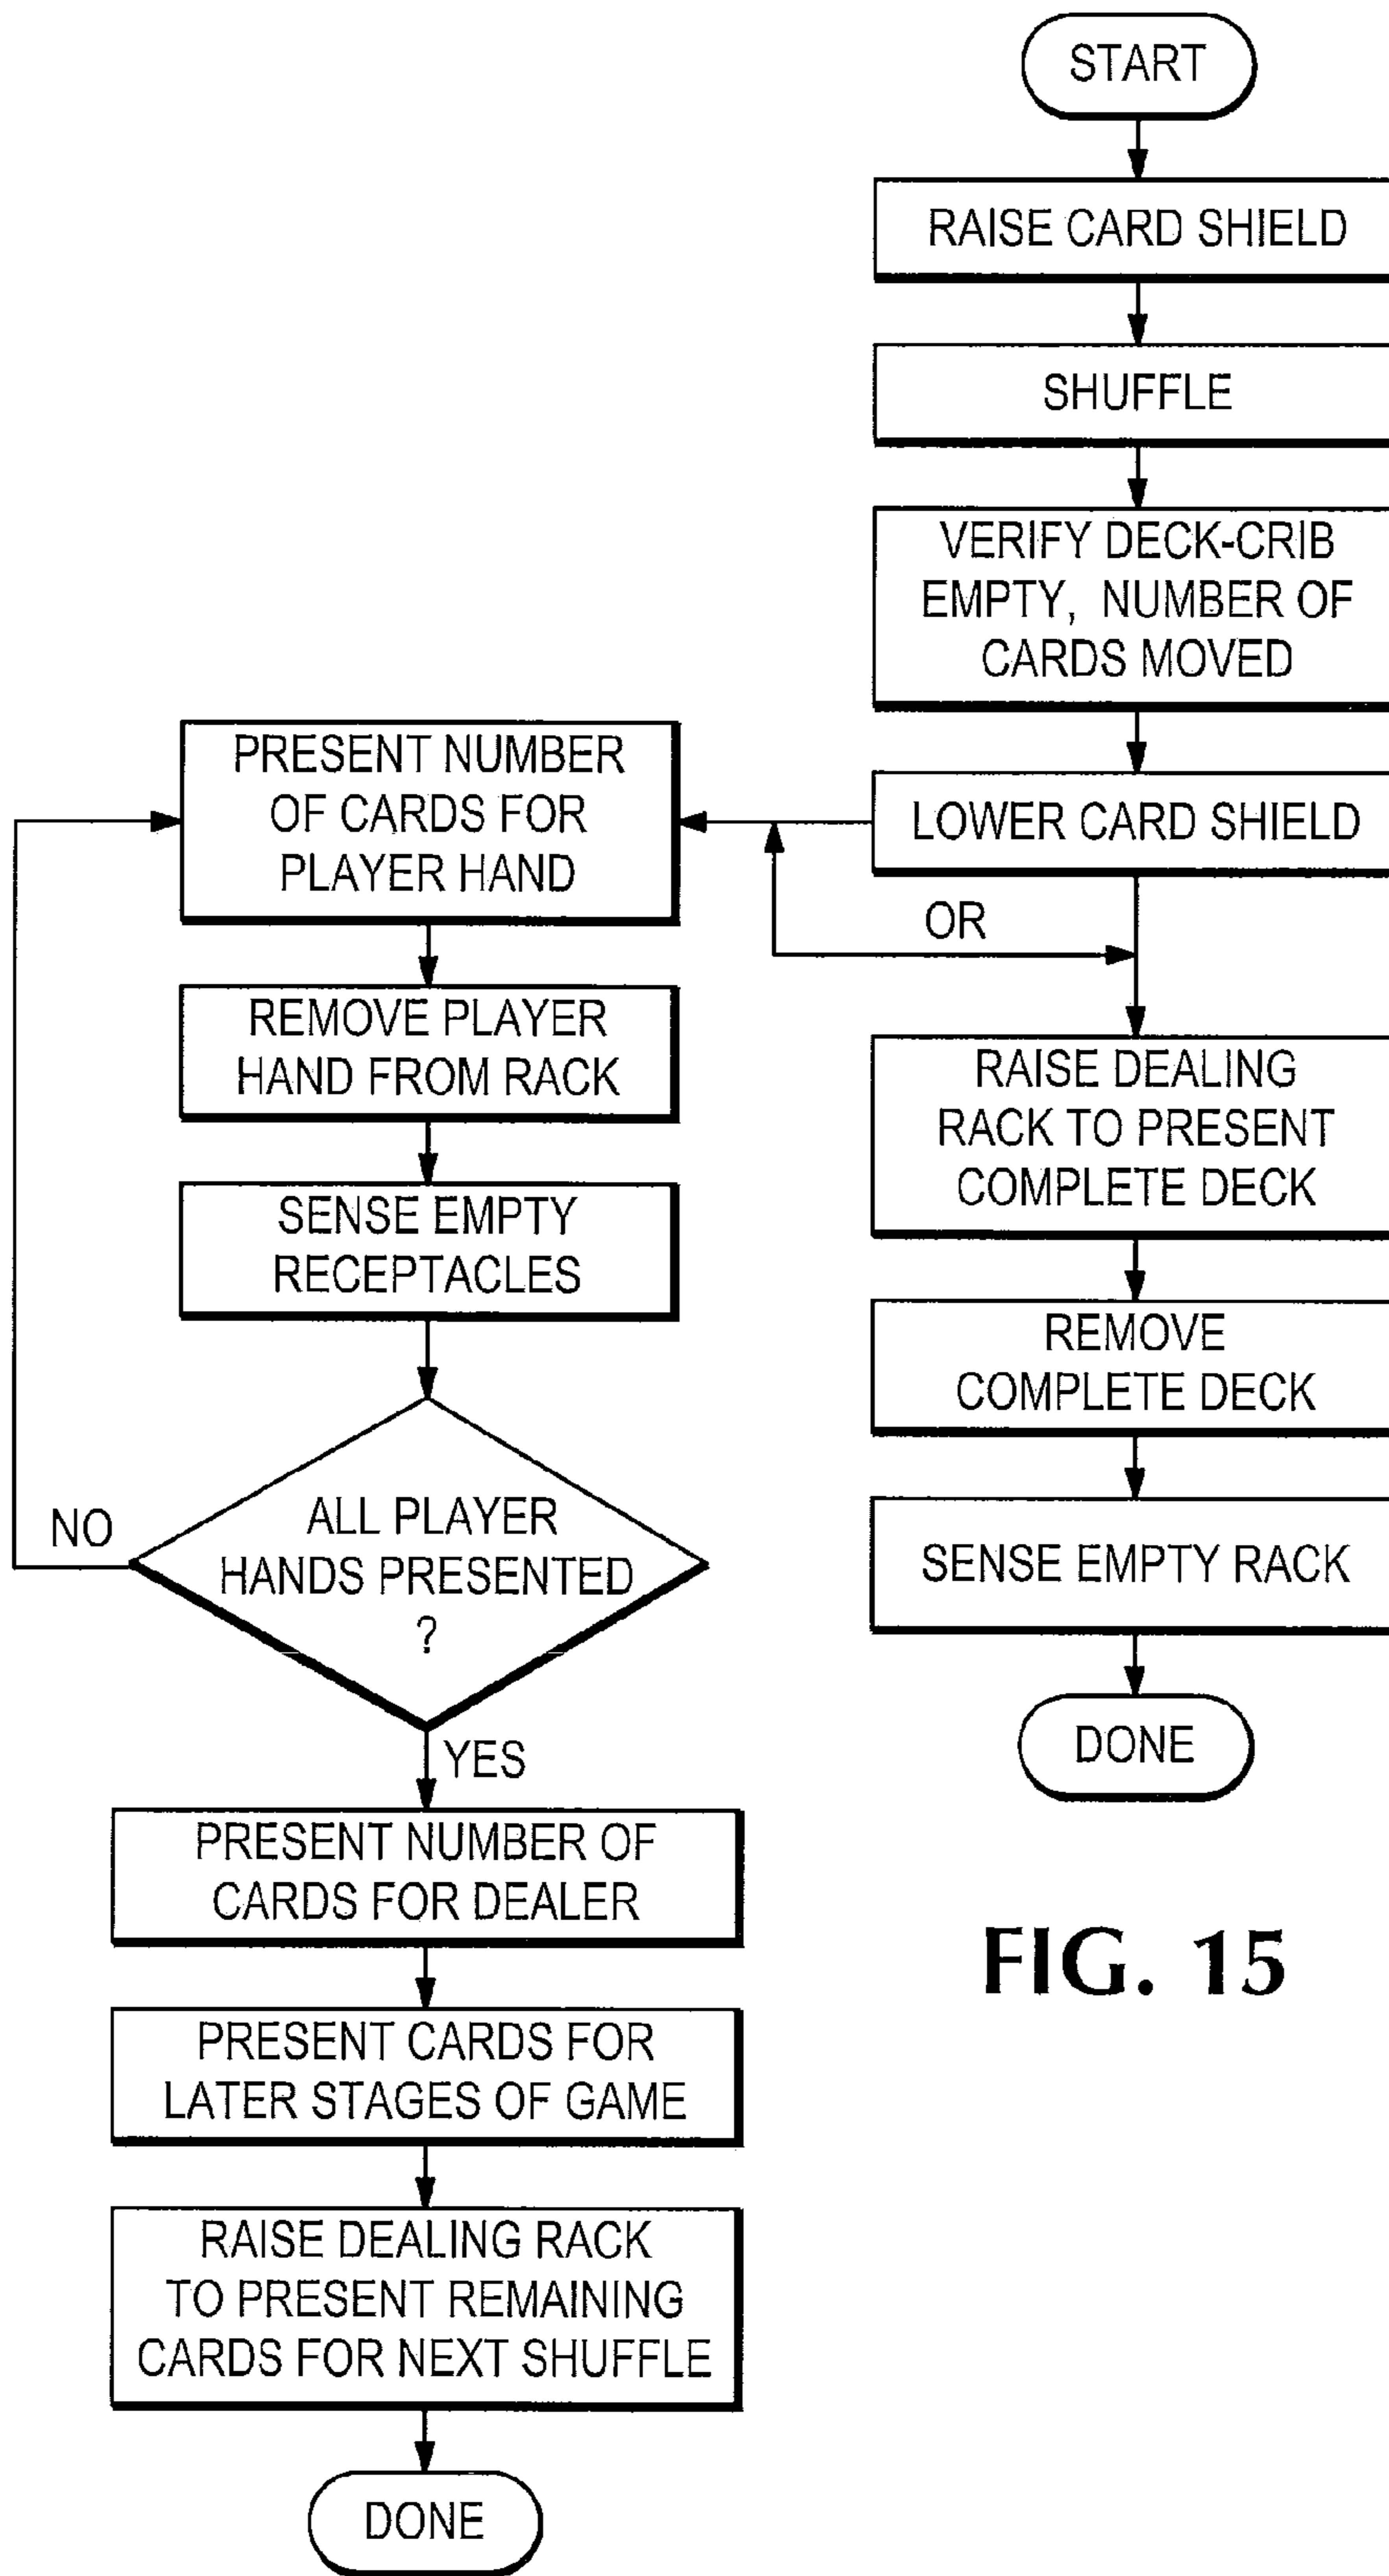 START
RAISE CARD SHIELD
SHUFFLE
VERIFY DECK-CRIB
EMPTY, NUMBER OF
CARDS MOVED
LOWER CARD SHIELD
OR
PRESENT NUMBER
OF CARDS FOR
PLAYER HAND
REMOVE PLAYER
HAND FROM RACK
SENSE EMPTY
RECEPTACLES
ALL PLAYER
HANDS PRESENTED
?
NO
YES
PRESENT NUMBER OF
CARDS FOR DEALER
PRESENT CARDS FOR
LATER STAGES OF GAME
RAISE DEALING RACK
TO PRESENT REMAINING
CARDS FOR NEXT SHUFFLE
DONE
RAISE DEALING
RACK TO PRESENT
COMPLETE DECK
REMOVE
COMPLETE DECK
SENSE EMPTY RACK
DONE
FIG. 15